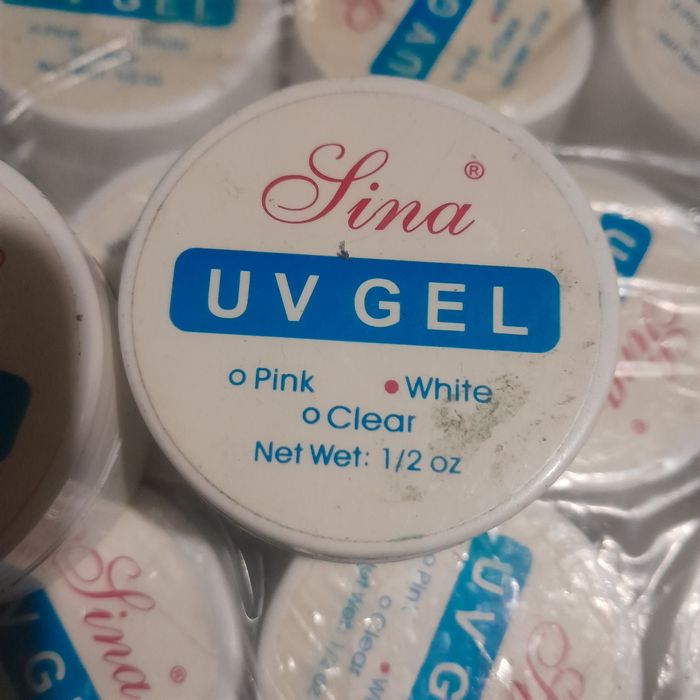 Sina®
UV GEL
o Pink ● White
o Clear
Net Wet: 1/2 oz